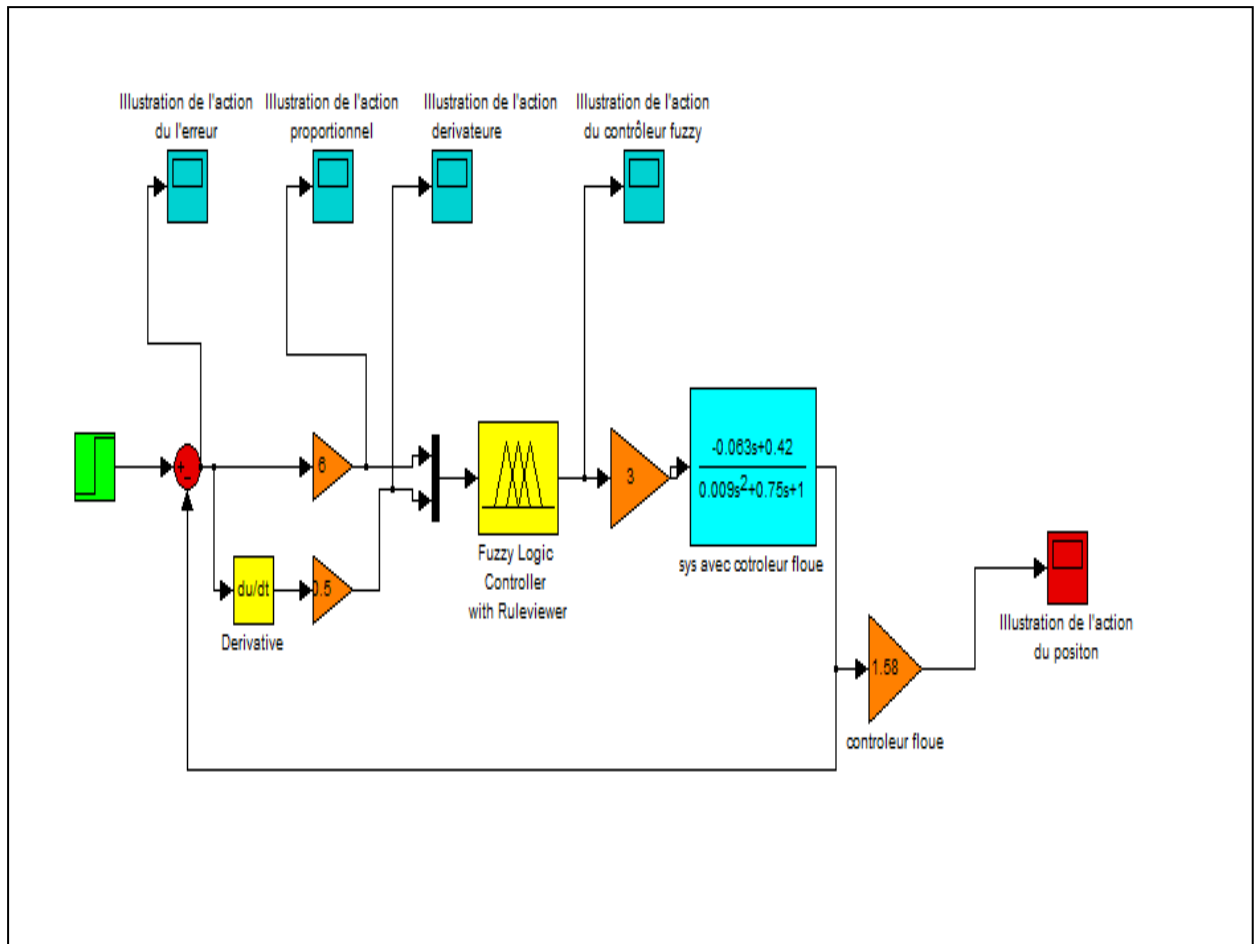 Illustration de l'action
du l'erreur
Illustration de l'action
proportionnel
Illustration de l'action
derivateure
Illustration de l'action
du contrôleur fuzzy
+
-
6
du/dt
Derivative
0.5
Fuzzy Logic
Controller
with Ruleviewer
3
-0.063s+0.42
0.009s²+0.75s+1
sys avec cotroleur floue
1.58
controleur floue
Illustration de l'action
du positon